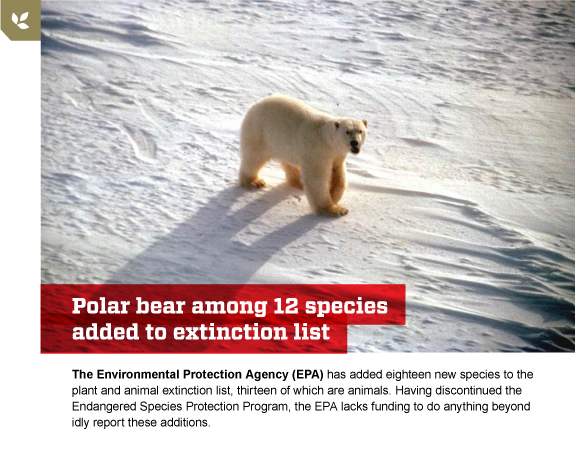 Polar bear among 12 species
added to extinction list
The Environmental Protection Agency (EPA) has added eighteen new species to the
plant and animal extinction list, thirteen of which are animals. Having discontinued the
Endangered Species Protection Program, the EPA lacks funding to do anything beyond
idly report these additions.